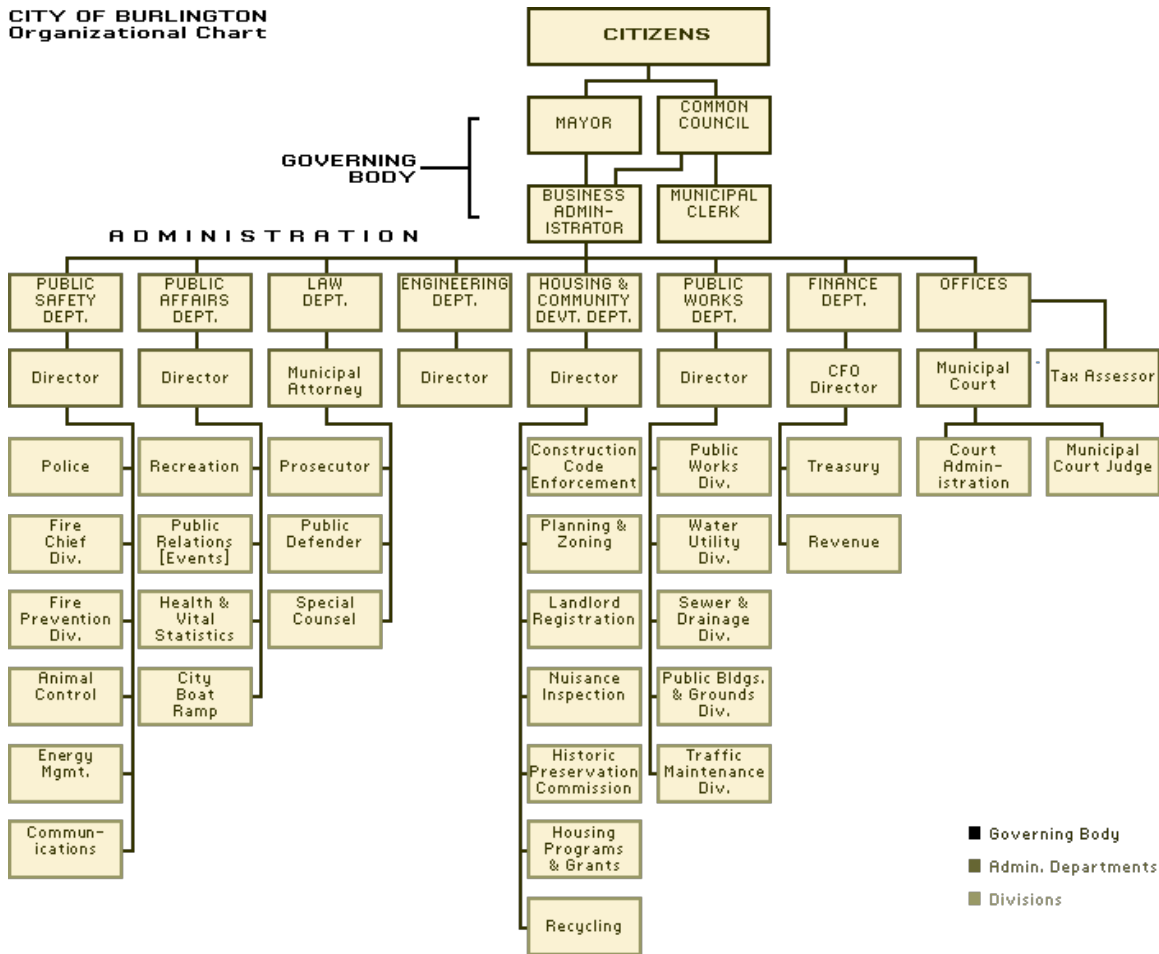 CITY OF BURLINGTON
Organizational Chart
CITIZENS
MAYOR
COMMON
COUNCIL
GOVERNING
BODY
BUSINESS
ADMIN-
ISTRATOR
MUNICIPAL
CLERK
ADMINISTRATION
PUBLIC
SAFETY
DEPT.
PUBLIC
AFFAIRS
DEPT.
LAW
DEPT.
ENGINEERING
DEPT.
HOUSING &
COMMUNITY
DEVT. DEPT.
PUBLIC
WORKS
DEPT.
FINANCE
DEPT.
OFFICES
Director
Director
Municipal
Attorney
Director
Director
Director
CFO
Director
Municipal
Court
Tax Assessor
Police
Recreation
Prosecutor
Construction
Code
Enforcement
Public
Works
Div.
Treasury
Court
Admin-
istration
Municipal
Court Judge
Fire
Chief
Div.
Public
Relations
[Events]
Public
Defender
Planning &
Zoning
Water
Utility
Div.
Revenue
Fire
Prevention
Div.
Health &
Vital
Statistics
Special
Counsel
Landlord
Registration
Sewer &
Drainage
Div.
Animal
Control
City
Boat
Ramp
Nuisance
Inspection
Public Bldgs.
& Grounds
Div.
Energy
Mgmt.
Historic
Preservation
Commission
Traffic
Maintenance
Div.
Commun-
ications
Housing
Programs
& Grants
Recycling
Governing Body
Admin. Departments
Divisions